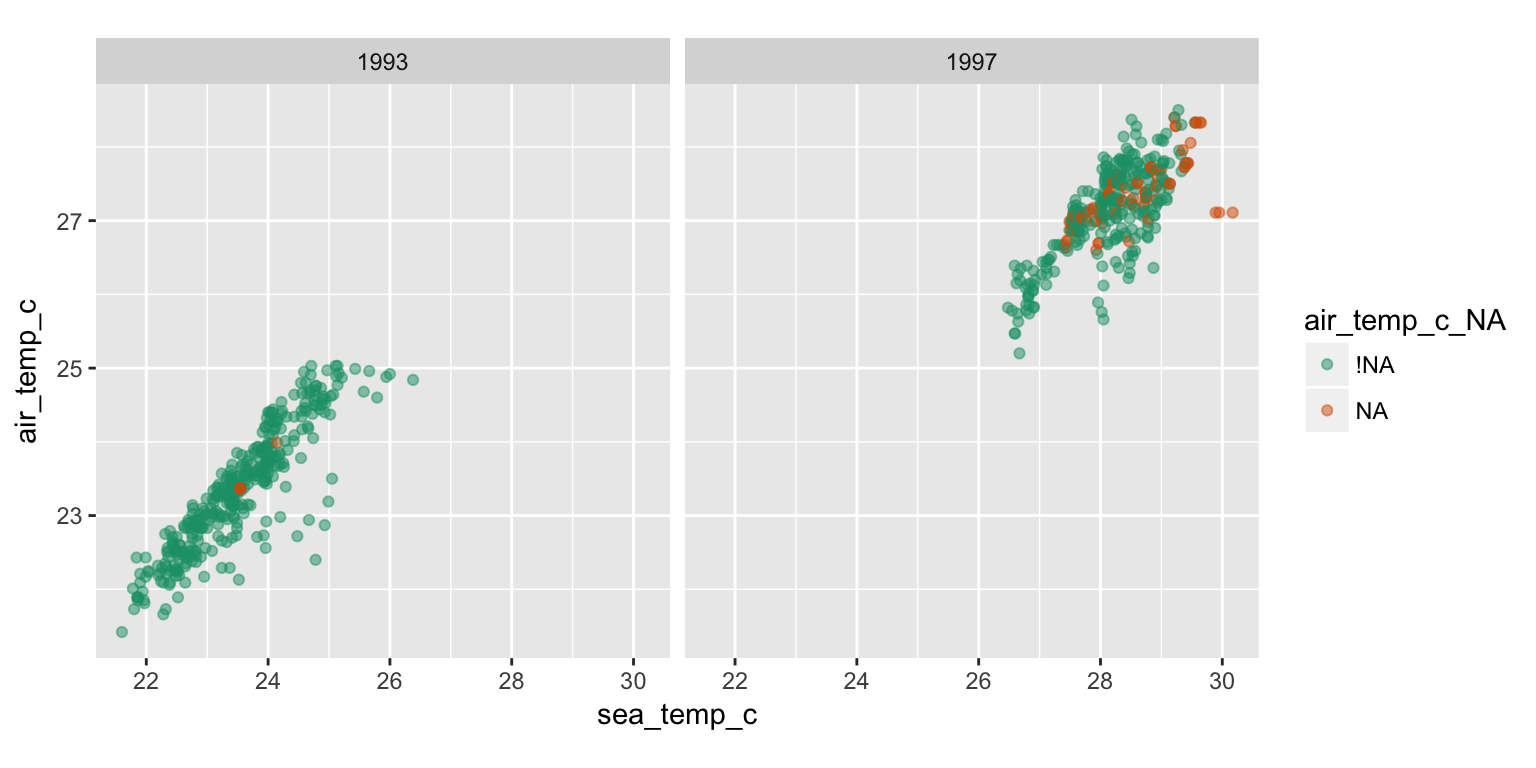 1993
1997
air_temp_c
27
25
23
22 24 26 28 30
22 24 26 28 30
sea_temp_c
air_temp_c_NA
!NA
NA